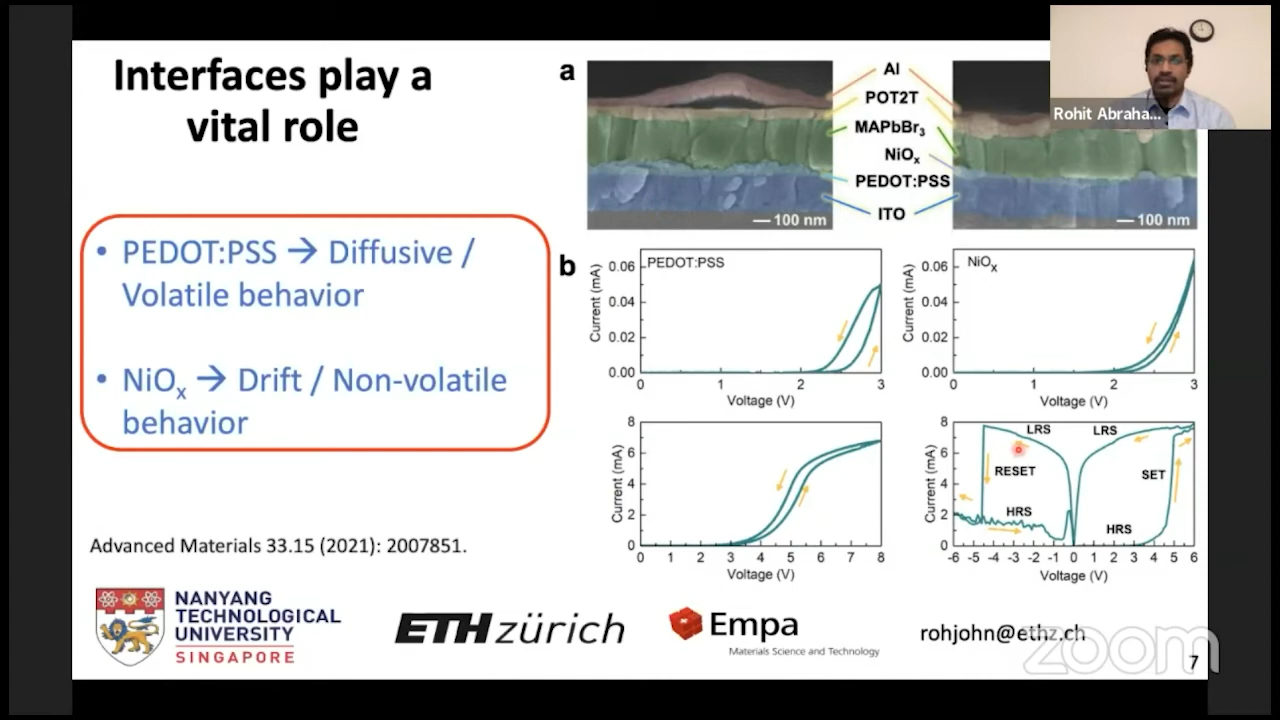 Interfaces play a
vital role
• PEDOT:PSS → Diffusive /
Volatile behavior
• NiOx → Drift / Non-volatile
behavior
Advanced Materials 33.15 (2021): 2007851.
a
Al
POT2T
MAPbBr3
NiOx
PEDOT:PSS
ITO
100 nm
100 nm
Rohit Abraha...
b
PEDOT:PSS
Current (mA)
0.06
0.04
0.02
0.00
0 1 2 3
Voltage (V)
NiOx
Current (mA)
0.06
0.04
0.02
0.00
0 1 2 3
Voltage (V)
Current (mA)
8
6
4
2
0
0 1 2 3 4 5 6 7 8
Voltage (V)
Current (mA)
8
6
4
2
0
LRS LRS
RESET SET
HRS HRS
-6 -5 -4 -3 -2 -1 0 1 2 3 4 5 6
Voltage (V)
NANYANG
TECHNOLOGICAL
UNIVERSITY
SINGAPORE
ETH zürich
Empa
Materials Science and Technology
rohjohn@ethz.ch
zoom
7